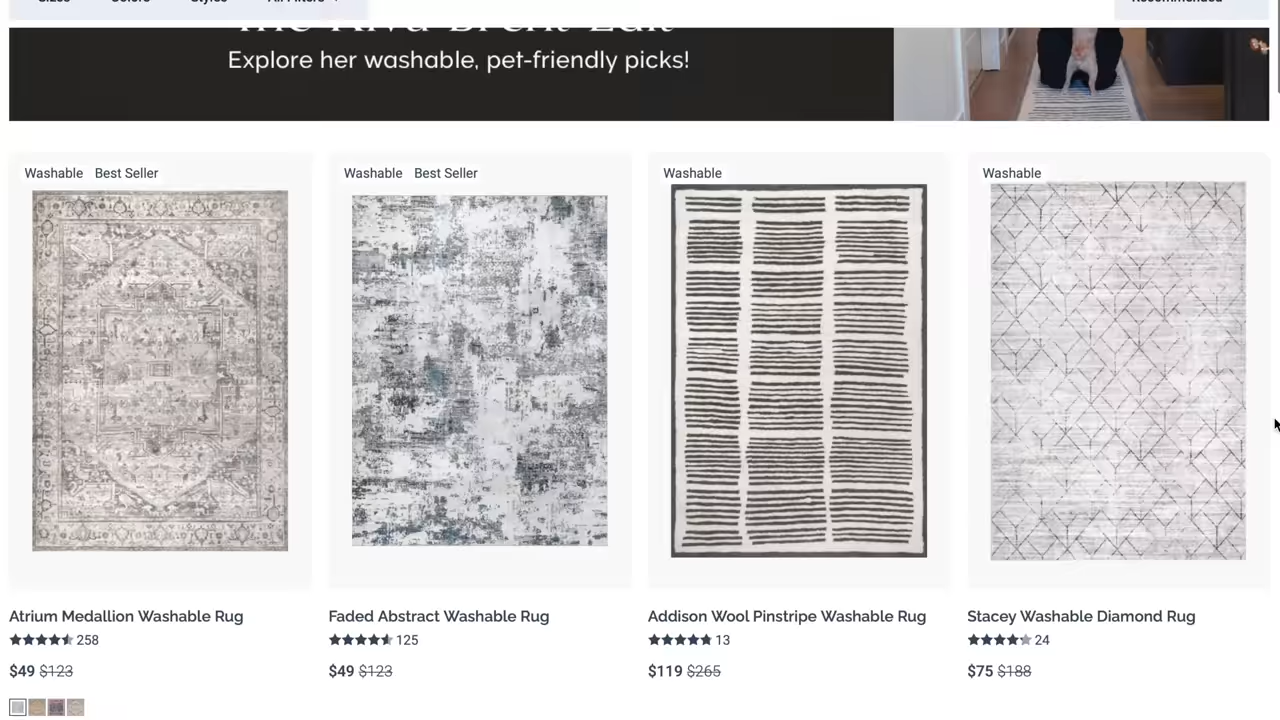 Explore her washable, pet-friendly picks!
Washable Best Seller
Washable Best Seller
Washable
Washable
Atrium Medallion Washable Rug
258
$49 $123
Faded Abstract Washable Rug
125
$49 $123
Addison Wool Pinstripe Washable Rug
13
$119 $265
Stacey Washable Diamond Rug
24
$75 $188